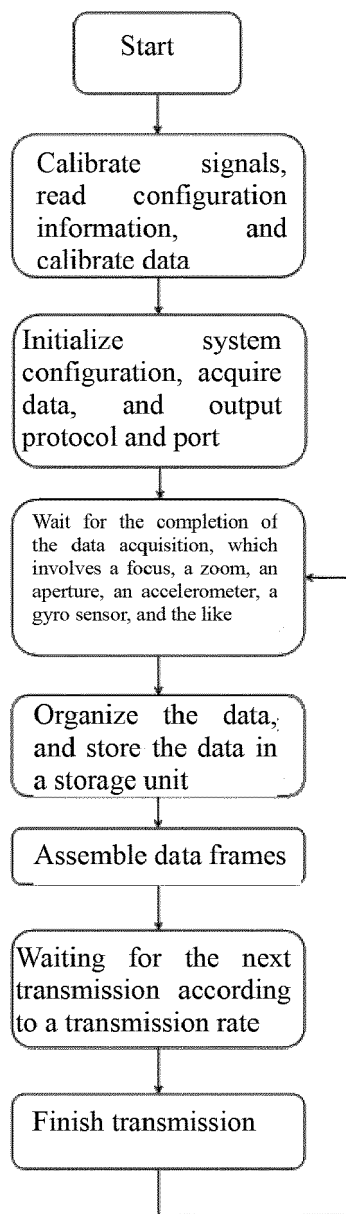 Start
Calibrate signals,
read configuration
information, and
calibrate data
Initialize system
configuration, acquire
data, and output
protocol and port
Wait for the completion of
the data acquisition, which
involves a focus, a zoom, an
aperture, an accelerometer, a
gyro sensor, and the like
Organize the data,
and store the data in
a storage unit
Assemble data frames
Waiting for the next
transmission according
to a transmission rate
Finish transmission